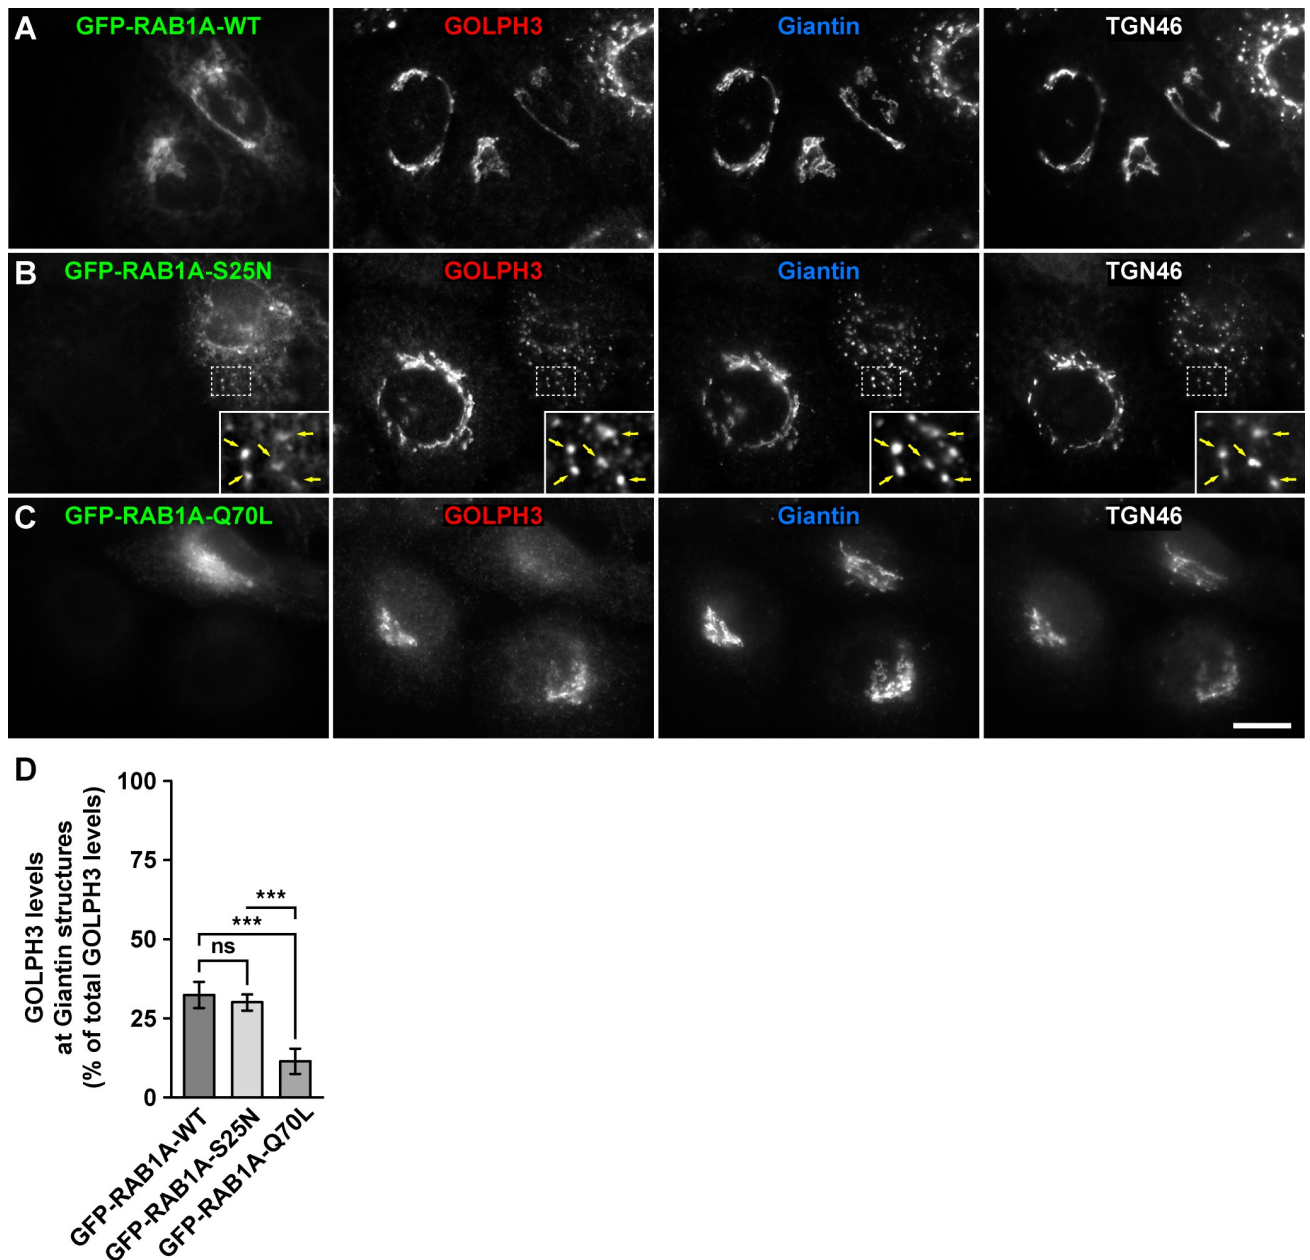 A
GFP-RAB1A-WT
GOLPH3
Giantin
TGN46
B
GFP-RAB1A-S25N
GOLPH3
Giantin
TGN46
C
GFP-RAB1A-Q70L
GOLPH3
Giantin
TGN46
D
GOLPH3 levels
at Giantin structures
(% of total GOLPH3 levels)
100
75
50
25
0
***
***
ns
GFP-RAB1A-WT
GFP-RAB1A-S25N
GFP-RAB1A-Q70L